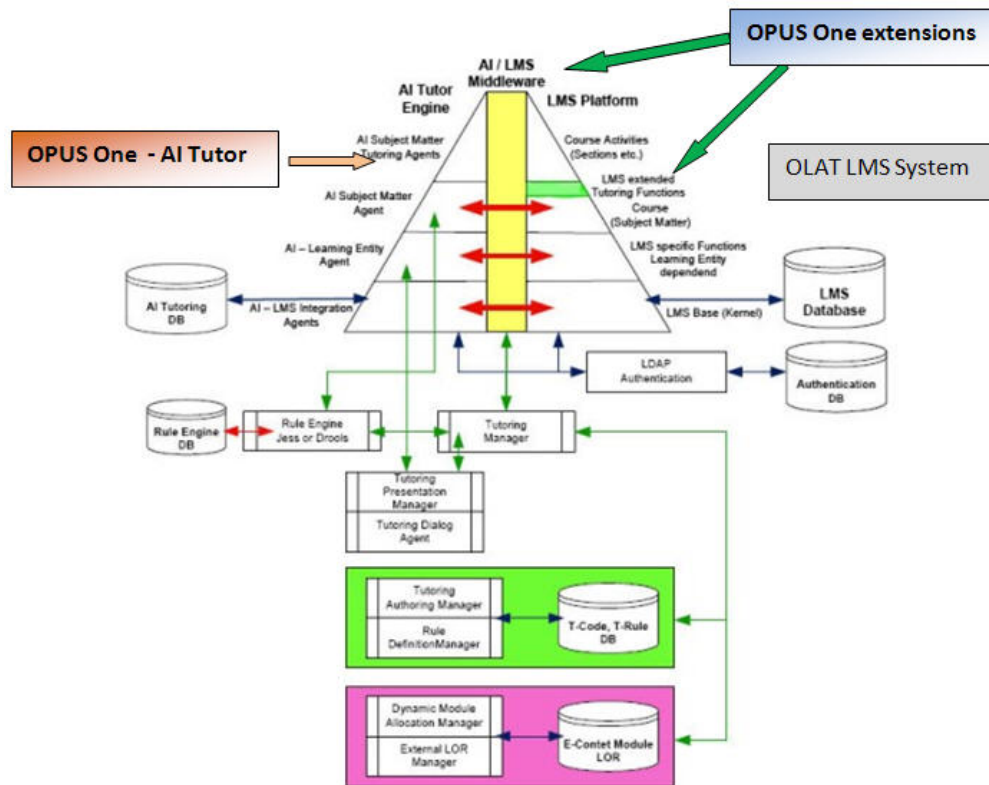 OPUS One extensions
AI / LMS
Middleware
AI Tutor
Engine
LMS Platform
OPUS One - AI Tutor
AI Subject Matter
Tutoring Agents
Course Activities
(Sections etc.)
OLAT LMS System
LMS extended
Tutoring Functions
AI Subject Matter
Agent
Course
(Subject Matter)
AI – Learning Entity
Agent
LMS specific Functions
Learning Entity
dependend
AI Tutoring
DB
AI – LMS Integration
Agents
LMS Base (Kernel)
LMS
Database
LDAP
Authentication
Authentication
DB
Rule Engine
DB
Rule Engine
Jess or Drools
Tutoring
Manager
Tutoring
Presentation
Manager
Tutoring Dialog
Agent
Tutoring
Authoring Manager
Rule
DefinitionManager
T-Code, T-Rule
DB
Dynamic Module
Allocation Manager
External LOR
Manager
E-Contet Module
LOR